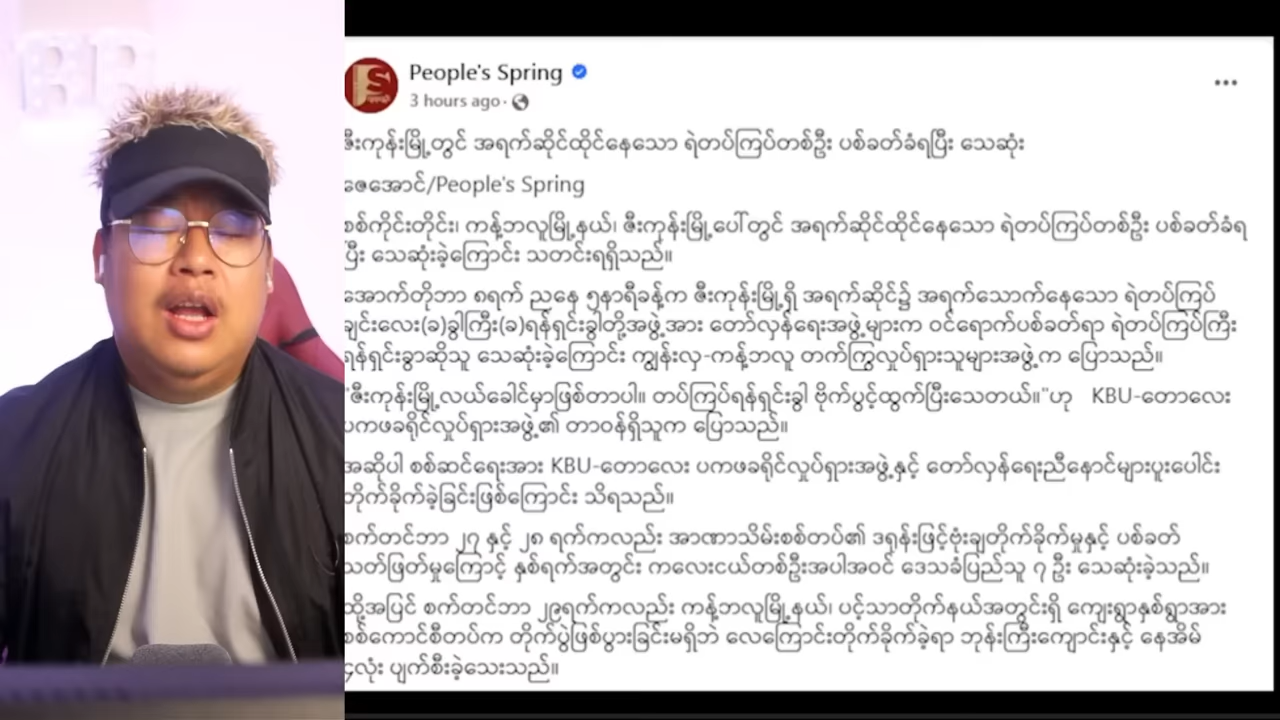 People's Spring
3 hours ago ·
ဇီးကုန်းမြို့တွင် အရက်ဆိုင်ထိုင်နေသော ရဲတပ်ကြပ်တစ်ဦး ပစ်ခတ်ခံရပြီး သေဆုံး
ဇေအောင်/People's Spring
စစ်ကိုင်းတိုင်း၊ ကန့်ဘလူမြို့နယ်၊ ဇီးကုန်းမြို့ပေါ်တွင် အရက်ဆိုင်ထိုင်နေသော ရဲတပ်ကြပ်တစ်ဦး ပစ်ခတ်ခံရ
ပြီး သေဆုံးခဲ့ကြောင်း သတင်းရရှိသည်။
အောက်တိုဘာ ၈ရက် ညနေ ၅နာရီခန့်က ဇီးကုန်းမြို့ရှိ အရက်ဆိုင်၌ အရက်သောက်နေသော ရဲတပ်ကြပ်
ချင်းလေး(ခ)ခွါကြီး(ခ)ရန်ရှင်းခွါတို့အဖွဲ့အား တော်လှန်ရေးအဖွဲ့များက ဝင်ရောက်ပစ်ခတ်ရာ ရဲတပ်ကြပ်ကြီး
ရန်ရှင်းခွာဆိုသူ သေဆုံးခဲ့ကြောင်း ကျွန်းလှ-ကန့်ဘလူ တက်ကြွလှုပ်ရှားသူများအဖွဲ့က ပြောသည်။
"ဇီးကုန်းမြို့လယ်ခေါင်မှာဖြစ်တာပါ။ တပ်ကြပ်ရန်ရှင်းခွါ ဗိုက်ပွင့်ထွက်ပြီးသေတယ်။"ဟု KBU-တောလေး
ပကဖခရိုင်လှုပ်ရှားအဖွဲ့၏ တာဝန်ရှိသူက ပြောသည်။
အဆိုပါ စစ်ဆင်ရေးအား KBU-တောလေး ပကဖခရိုင်လှုပ်ရှားအဖွဲ့နှင့် တော်လှန်ရေးညီနောင်များပူးပေါင်း
တိုက်ခိုက်ခဲ့ခြင်းဖြစ်ကြောင်း သိရသည်။
စက်တင်ဘာ ၂၇ နှင့် ၂၈ ရက်ကလည်း အာဏာသိမ်းစစ်တပ်၏ ဒရုန်းဖြင့်ဗုံးချတိုက်ခိုက်မှုနှင့် ပစ်ခတ်
သတ်ဖြတ်မှုကြောင့် နှစ်ရက်အတွင်း ကလေးငယ်တစ်ဦးအပါအဝင် ဒေသခံပြည်သူ ၇ ဦး သေဆုံးခဲ့သည်။
ထို့အပြင် စက်တင်ဘာ ၂၉ရက်ကလည်း ကန့်ဘလူမြို့နယ်၊ ပင့်သာတိုက်နယ်အတွင်းရှိ ကျေးရွာနှစ်ရွာအား
စစ်ကောင်စီတပ်က တိုက်ပွဲဖြစ်ပွားခြင်းမရှိဘဲ လေကြောင်းတိုက်ခိုက်ခဲ့ရာ ဘုန်းကြီးကျောင်းနှင့် နေအိမ်
၄လုံး ပျက်စီးခဲ့သေးသည်။